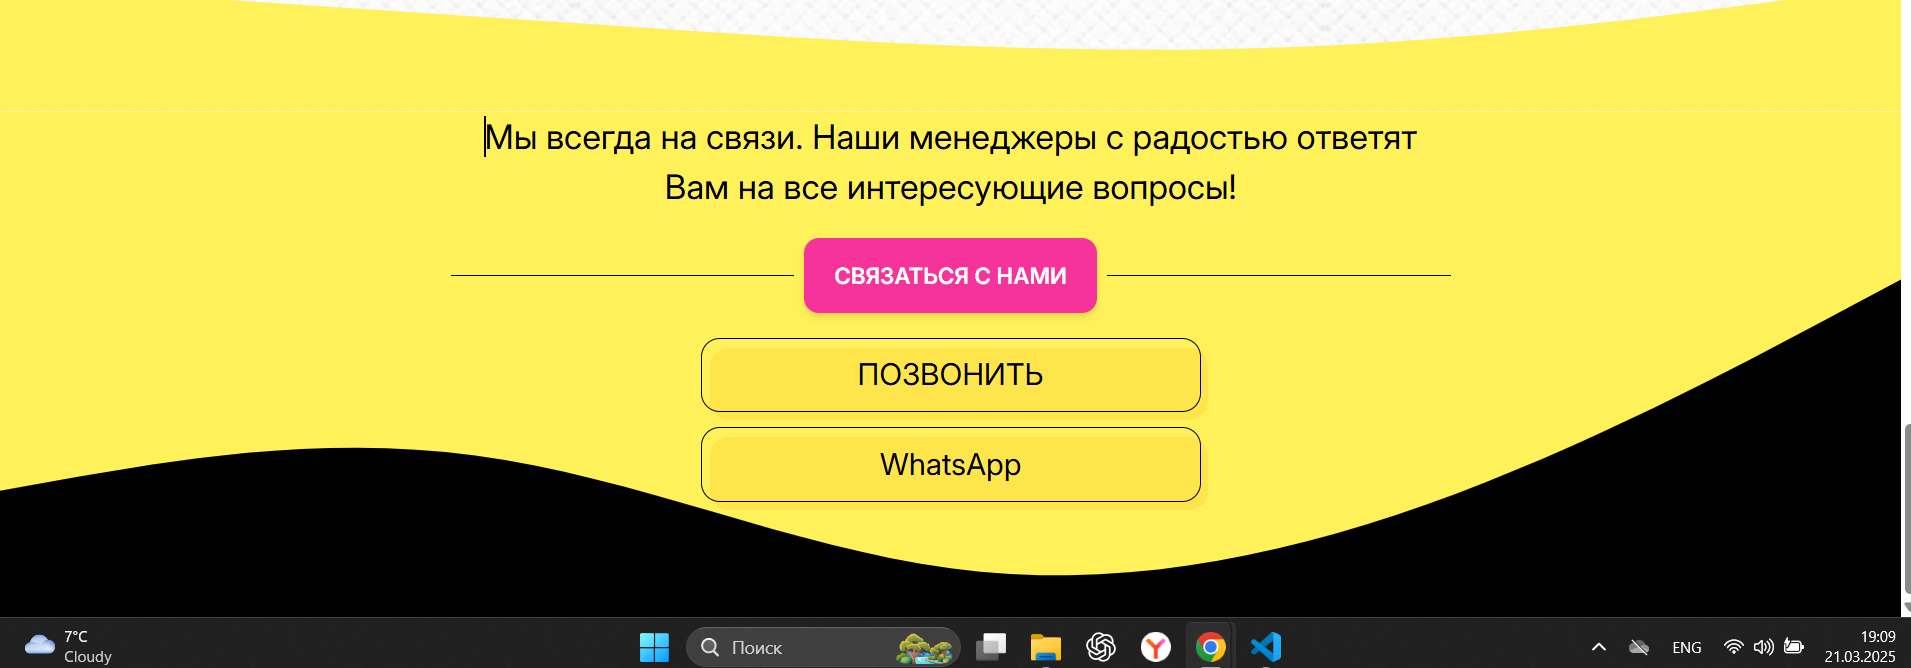 Мы всегда на связи. Наши менеджеры с радостью ответят
Вам на все интересующие вопросы!
СВЯЗАТЬСЯ С НАМИ
ПОЗВОНИТЬ
WhatsApp
7°C
Cloudy
Поиск
ENG
19:09
21.03.2025